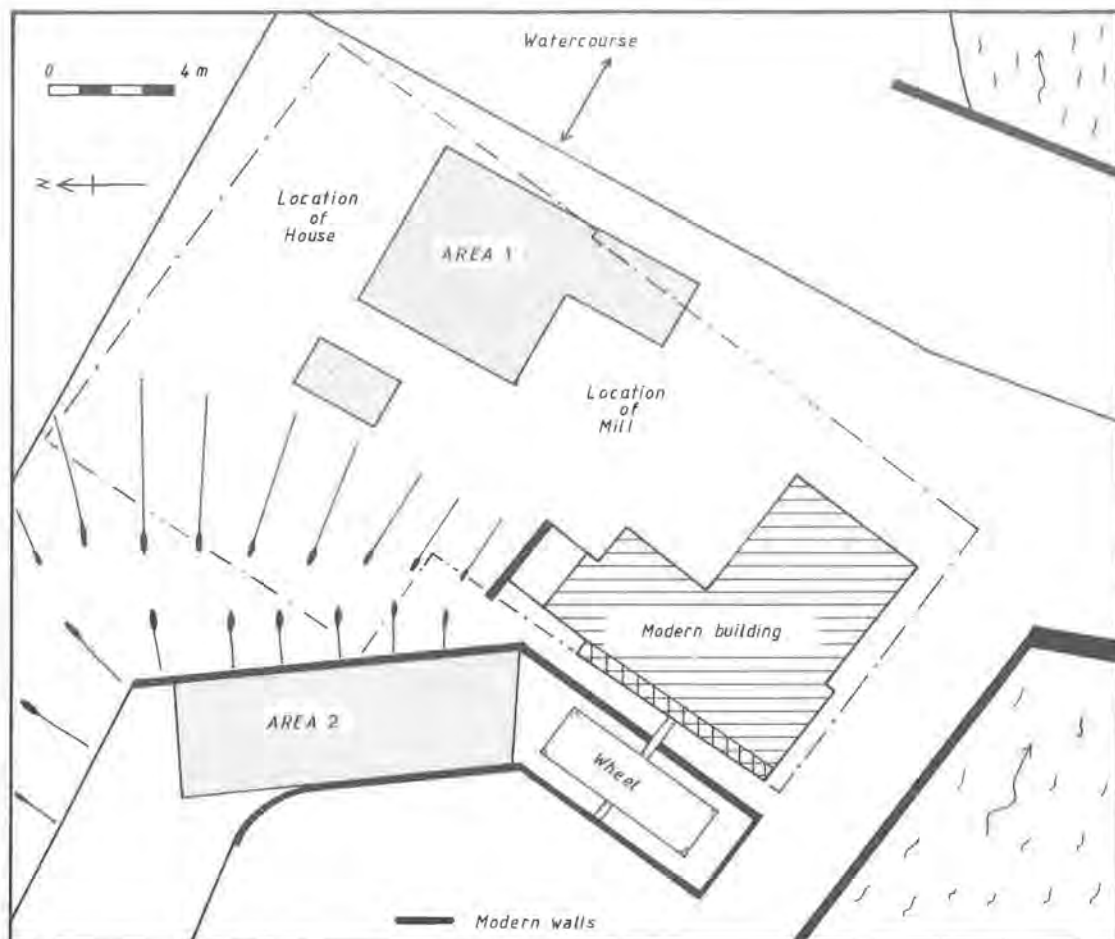 Watercourse
0 4 m
N
Location
of
House
AREA 1
Location
of
Mill
Modern building
AREA 2
Wheel
Modern walls